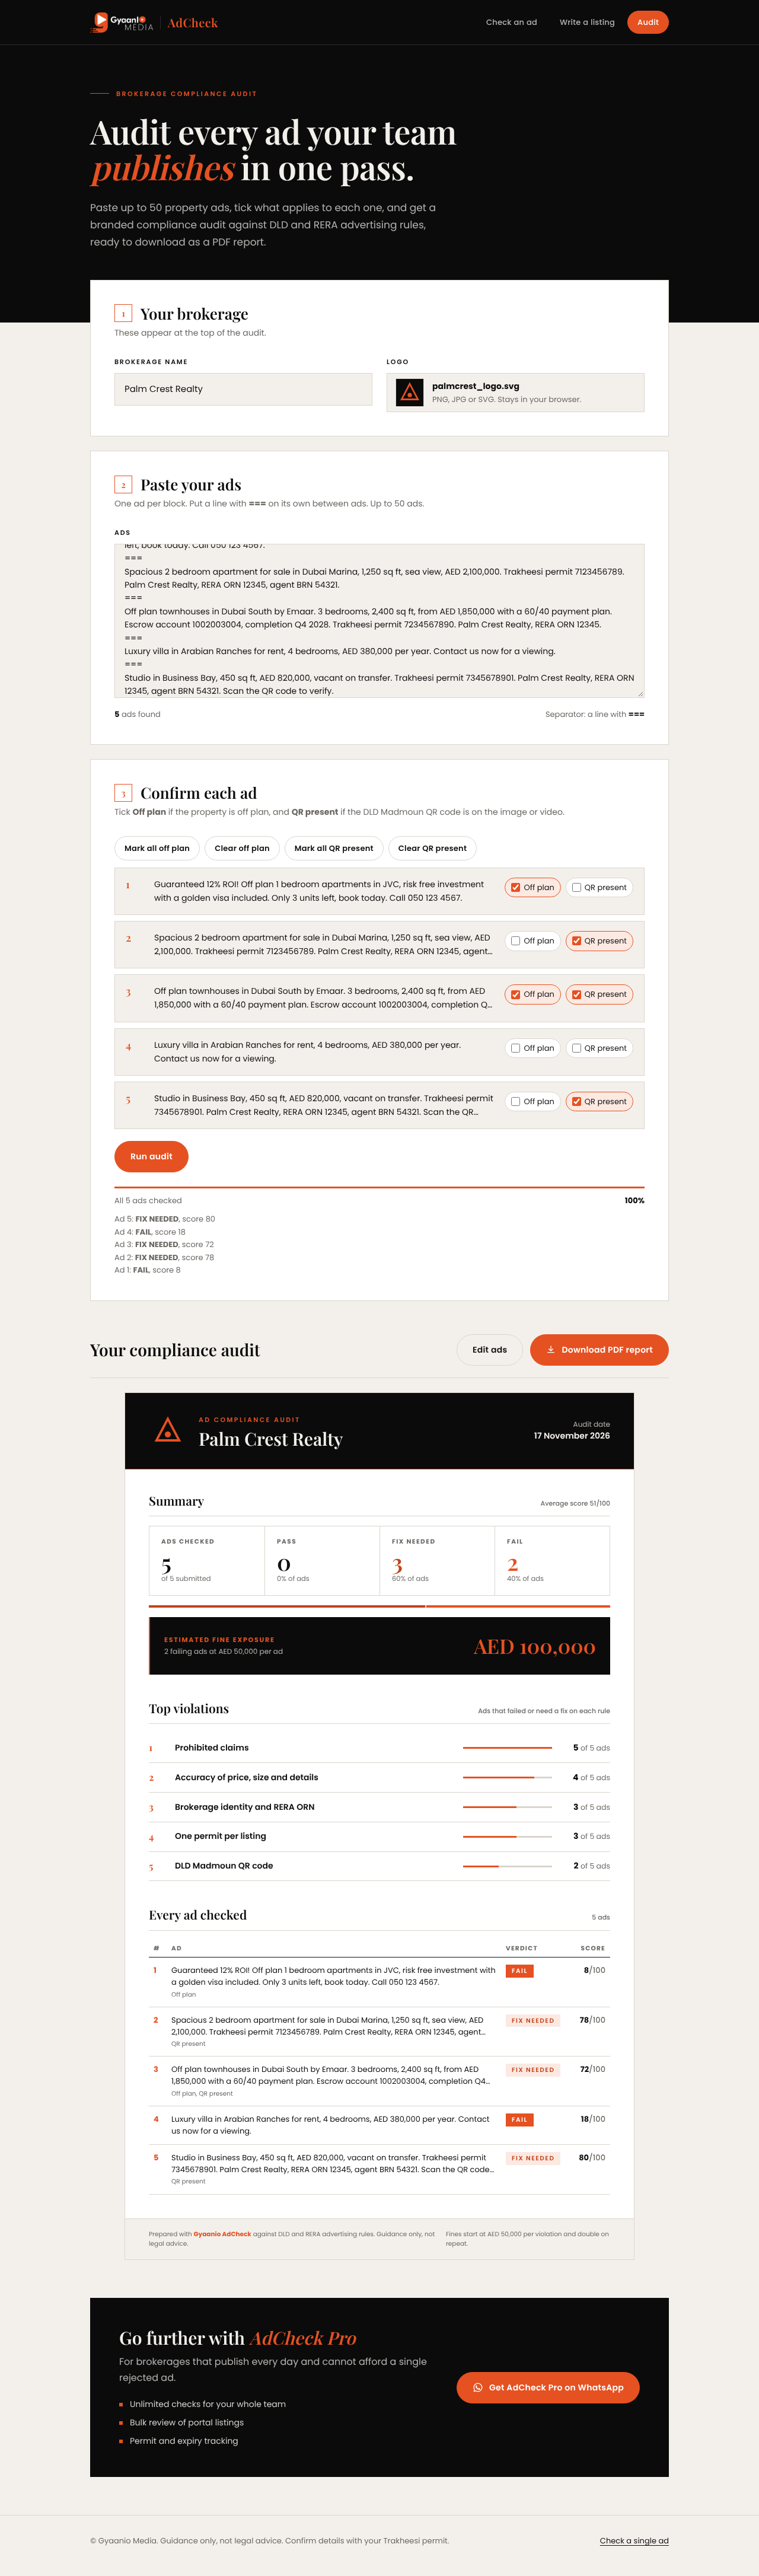 Gyaanio
MEDIA
AdCheck
Check an ad
Write a listing
Audit
BROKERAGE COMPLIANCE AUDIT
Audit every ad your team
publishes in one pass.
Paste up to 50 property ads, tick what applies to each one, and get a
branded compliance audit against DLD and RERA advertising rules,
ready to download as a PDF report.
1 Your brokerage
These appear at the top of the audit.
BROKERAGE NAME
Palm Crest Realty
LOGO
palmcrest_logo.svg
PNG, JPG or SVG. Stays in your browser.
2 Paste your ads
One ad per block. Put a line with === on its own between ads. Up to 50 ads.
ADS
left, book today. Call 050 123 4567.
===
Spacious 2 bedroom apartment for sale in Dubai Marina, 1,250 sq ft, sea view, AED 2,100,000. Trakheesi permit 7123456789.
Palm Crest Realty, RERA ORN 12345, agent BRN 54321.
===
Off plan townhouses in Dubai South by Emaar. 3 bedrooms, 2,400 sq ft, from AED 1,850,000 with a 60/40 payment plan.
Escrow account 1002003004, completion Q4 2028. Trakheesi permit 7234567890. Palm Crest Realty, RERA ORN 12345.
===
Luxury villa in Arabian Ranches for rent, 4 bedrooms, AED 380,000 per year. Contact us now for a viewing.
===
Studio in Business Bay, 450 sq ft, AED 820,000, vacant on transfer. Trakheesi permit 7345678901. Palm Crest Realty, RERA ORN
12345, agent BRN 54321. Scan the QR code to verify.
5 ads found
Separator: a line with ===
3 Confirm each ad
Tick Off plan if the property is off plan, and QR present if the DLD Madmoun QR code is on the image or video.
Mark all off plan
Clear off plan
Mark all QR present
Clear QR present
1
Guaranteed 12% ROI! Off plan 1 bedroom apartments in JVC, risk free investment
with a golden visa included. Only 3 units left, book today. Call 050 123 4567.
Off plan
QR present
2
Spacious 2 bedroom apartment for sale in Dubai Marina, 1,250 sq ft, sea view, AED
2,100,000. Trakheesi permit 7123456789. Palm Crest Realty, RERA ORN 12345, agent...
Off plan
QR present
3
Off plan townhouses in Dubai South by Emaar. 3 bedrooms, 2,400 sq ft, from AED
1,850,000 with a 60/40 payment plan. Escrow account 1002003004, completion Q...
Off plan
QR present
4
Luxury villa in Arabian Ranches for rent, 4 bedrooms, AED 380,000 per year.
Contact us now for a viewing.
Off plan
QR present
5
Studio in Business Bay, 450 sq ft, AED 820,000, vacant on transfer. Trakheesi permit
7345678901. Palm Crest Realty, RERA ORN 12345, agent BRN 54321. Scan the QR...
Off plan
QR present
Run audit
All 5 ads checked
100%
Ad 5: FIX NEEDED, score 80
Ad 4: FAIL, score 18
Ad 3: FIX NEEDED, score 72
Ad 2: FIX NEEDED, score 78
Ad 1: FAIL, score 8
Your compliance audit
Edit ads
Download PDF report
AD COMPLIANCE AUDIT
Palm Crest Realty
Audit date
17 November 2026
Summary
Average score 51/100
ADS CHECKED
5
of 5 submitted
PASS
0
0% of ads
FIX NEEDED
3
60% of ads
FAIL
2
40% of ads
ESTIMATED FINE EXPOSURE
2 failing ads at AED 50,000 per ad
AED 100,000
Top violations
Ads that failed or need a fix on each rule
1 Prohibited claims 5 of 5 ads
2 Accuracy of price, size and details 4 of 5 ads
3 Brokerage identity and RERA ORN 3 of 5 ads
4 One permit per listing 3 of 5 ads
5 DLD Madmoun QR code 2 of 5 ads
Every ad checked
5 ads
# AD VERDICT SCORE
1 Guaranteed 12% ROI! Off plan 1 bedroom apartments in JVC, risk free investment with FAIL 8/100
a golden visa included. Only 3 units left, book today. Call 050 123 4567.
Off plan
2 Spacious 2 bedroom apartment for sale in Dubai Marina, 1,250 sq ft, sea view, AED FIX NEEDED 78/100
2,100,000. Trakheesi permit 7123456789. Palm Crest Realty, RERA ORN 12345, agent...
QR present
3 Off plan townhouses in Dubai South by Emaar. 3 bedrooms, 2,400 sq ft, from AED FIX NEEDED 72/100
1,850,000 with a 60/40 payment plan. Escrow account 1002003004, completion Q4...
Off plan, QR present
4 Luxury villa in Arabian Ranches for rent, 4 bedrooms, AED 380,000 per year. Contact FAIL 18/100
us now for a viewing.
5 Studio in Business Bay, 450 sq ft, AED 820,000, vacant on transfer. Trakheesi permit FIX NEEDED 80/100
7345678901. Palm Crest Realty, RERA ORN 12345, agent BRN 54321. Scan the QR code...
QR present
Prepared with Gyaanio AdCheck against DLD and RERA advertising rules. Guidance only, not
legal advice.
Fines start at AED 50,000 per violation and double on
repeat.
Go further with AdCheck Pro
For brokerages that publish every day and cannot afford a single
rejected ad.
Unlimited checks for your whole team
Bulk review of portal listings
Permit and expiry tracking
Get AdCheck Pro on WhatsApp
© Gyaanio Media. Guidance only, not legal advice. Confirm details with your Trakheesi permit.
Check a single ad